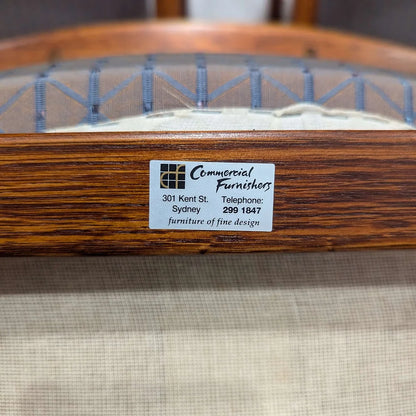 Commercial
Furnishers
301 Kent St. Telephone:
Sydney 299 1847
furniture of fine design